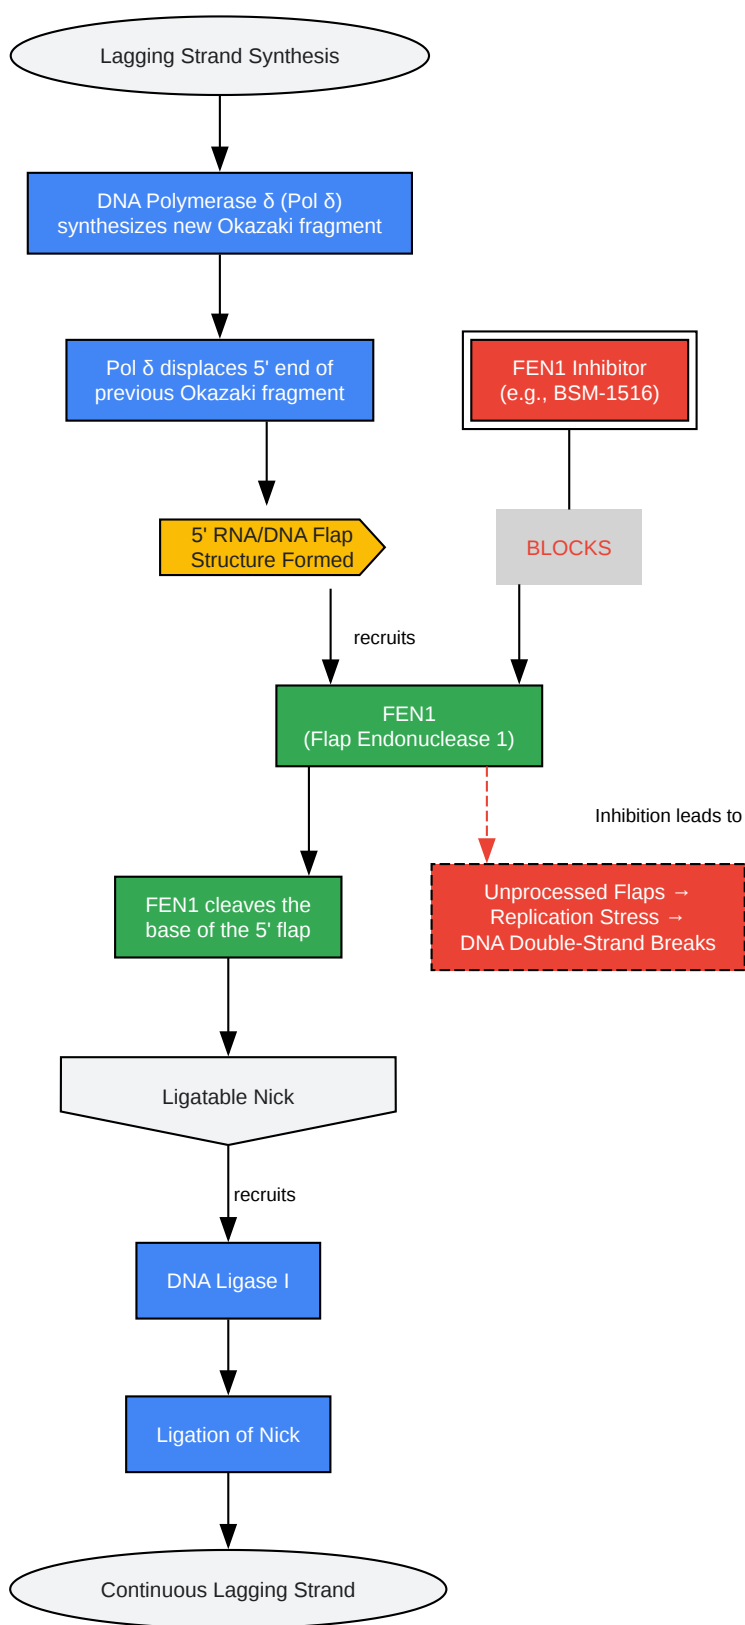 Lagging Strand Synthesis
DNA Polymerase δ (Pol δ)
synthesizes new Okazaki fragment
Pol δ displaces 5' end of
previous Okazaki fragment
FEN1 Inhibitor
(e.g., BSM-1516)
5' RNA/DNA Flap
Structure Formed
BLOCKS
recruits
FEN1
(Flap Endonuclease 1)
Inhibition leads to
Unprocessed Flaps →
Replication Stress →
DNA Double-Strand Breaks
FEN1 cleaves the
base of the 5' flap
Ligatable Nick
recruits
DNA Ligase I
Ligation of Nick
Continuous Lagging Strand